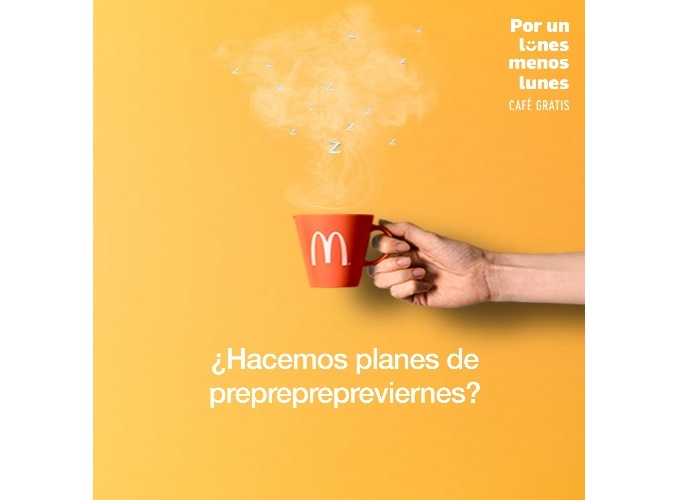 Por un
lunes
menos
lunes
CAFÉ GRATIS
z
z
z
z
z
z
z
z
z
z
z
z
M
¿Hacemos planes de
prepreprepreviernes?